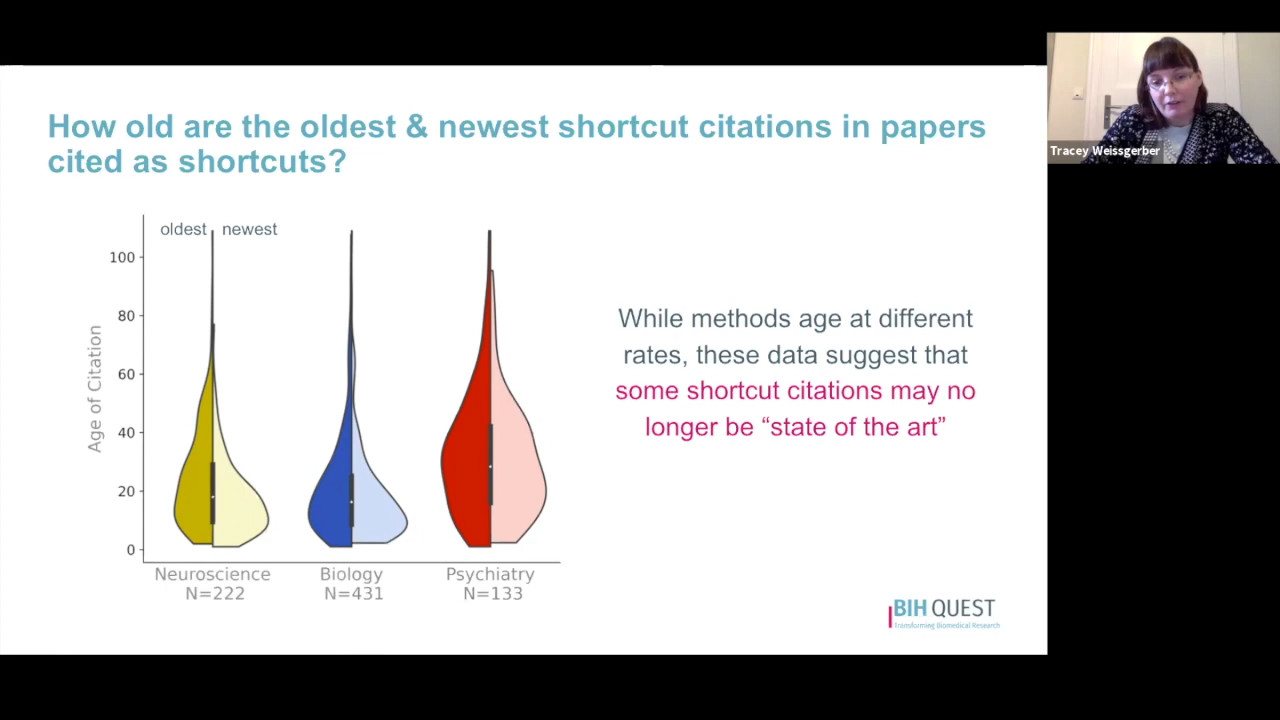 How old are the oldest & newest shortcut citations in papers
cited as shortcuts?
oldest newest
Age of Citation
100
80
60
40
20
0
Neuroscience
N=222
Biology
N=431
Psychiatry
N=133
While methods age at different
rates, these data suggest that
some shortcut citations may no
longer be “state of the art”
BIH QUEST
Transforming Biomedical Research
Tracey Weissgerber